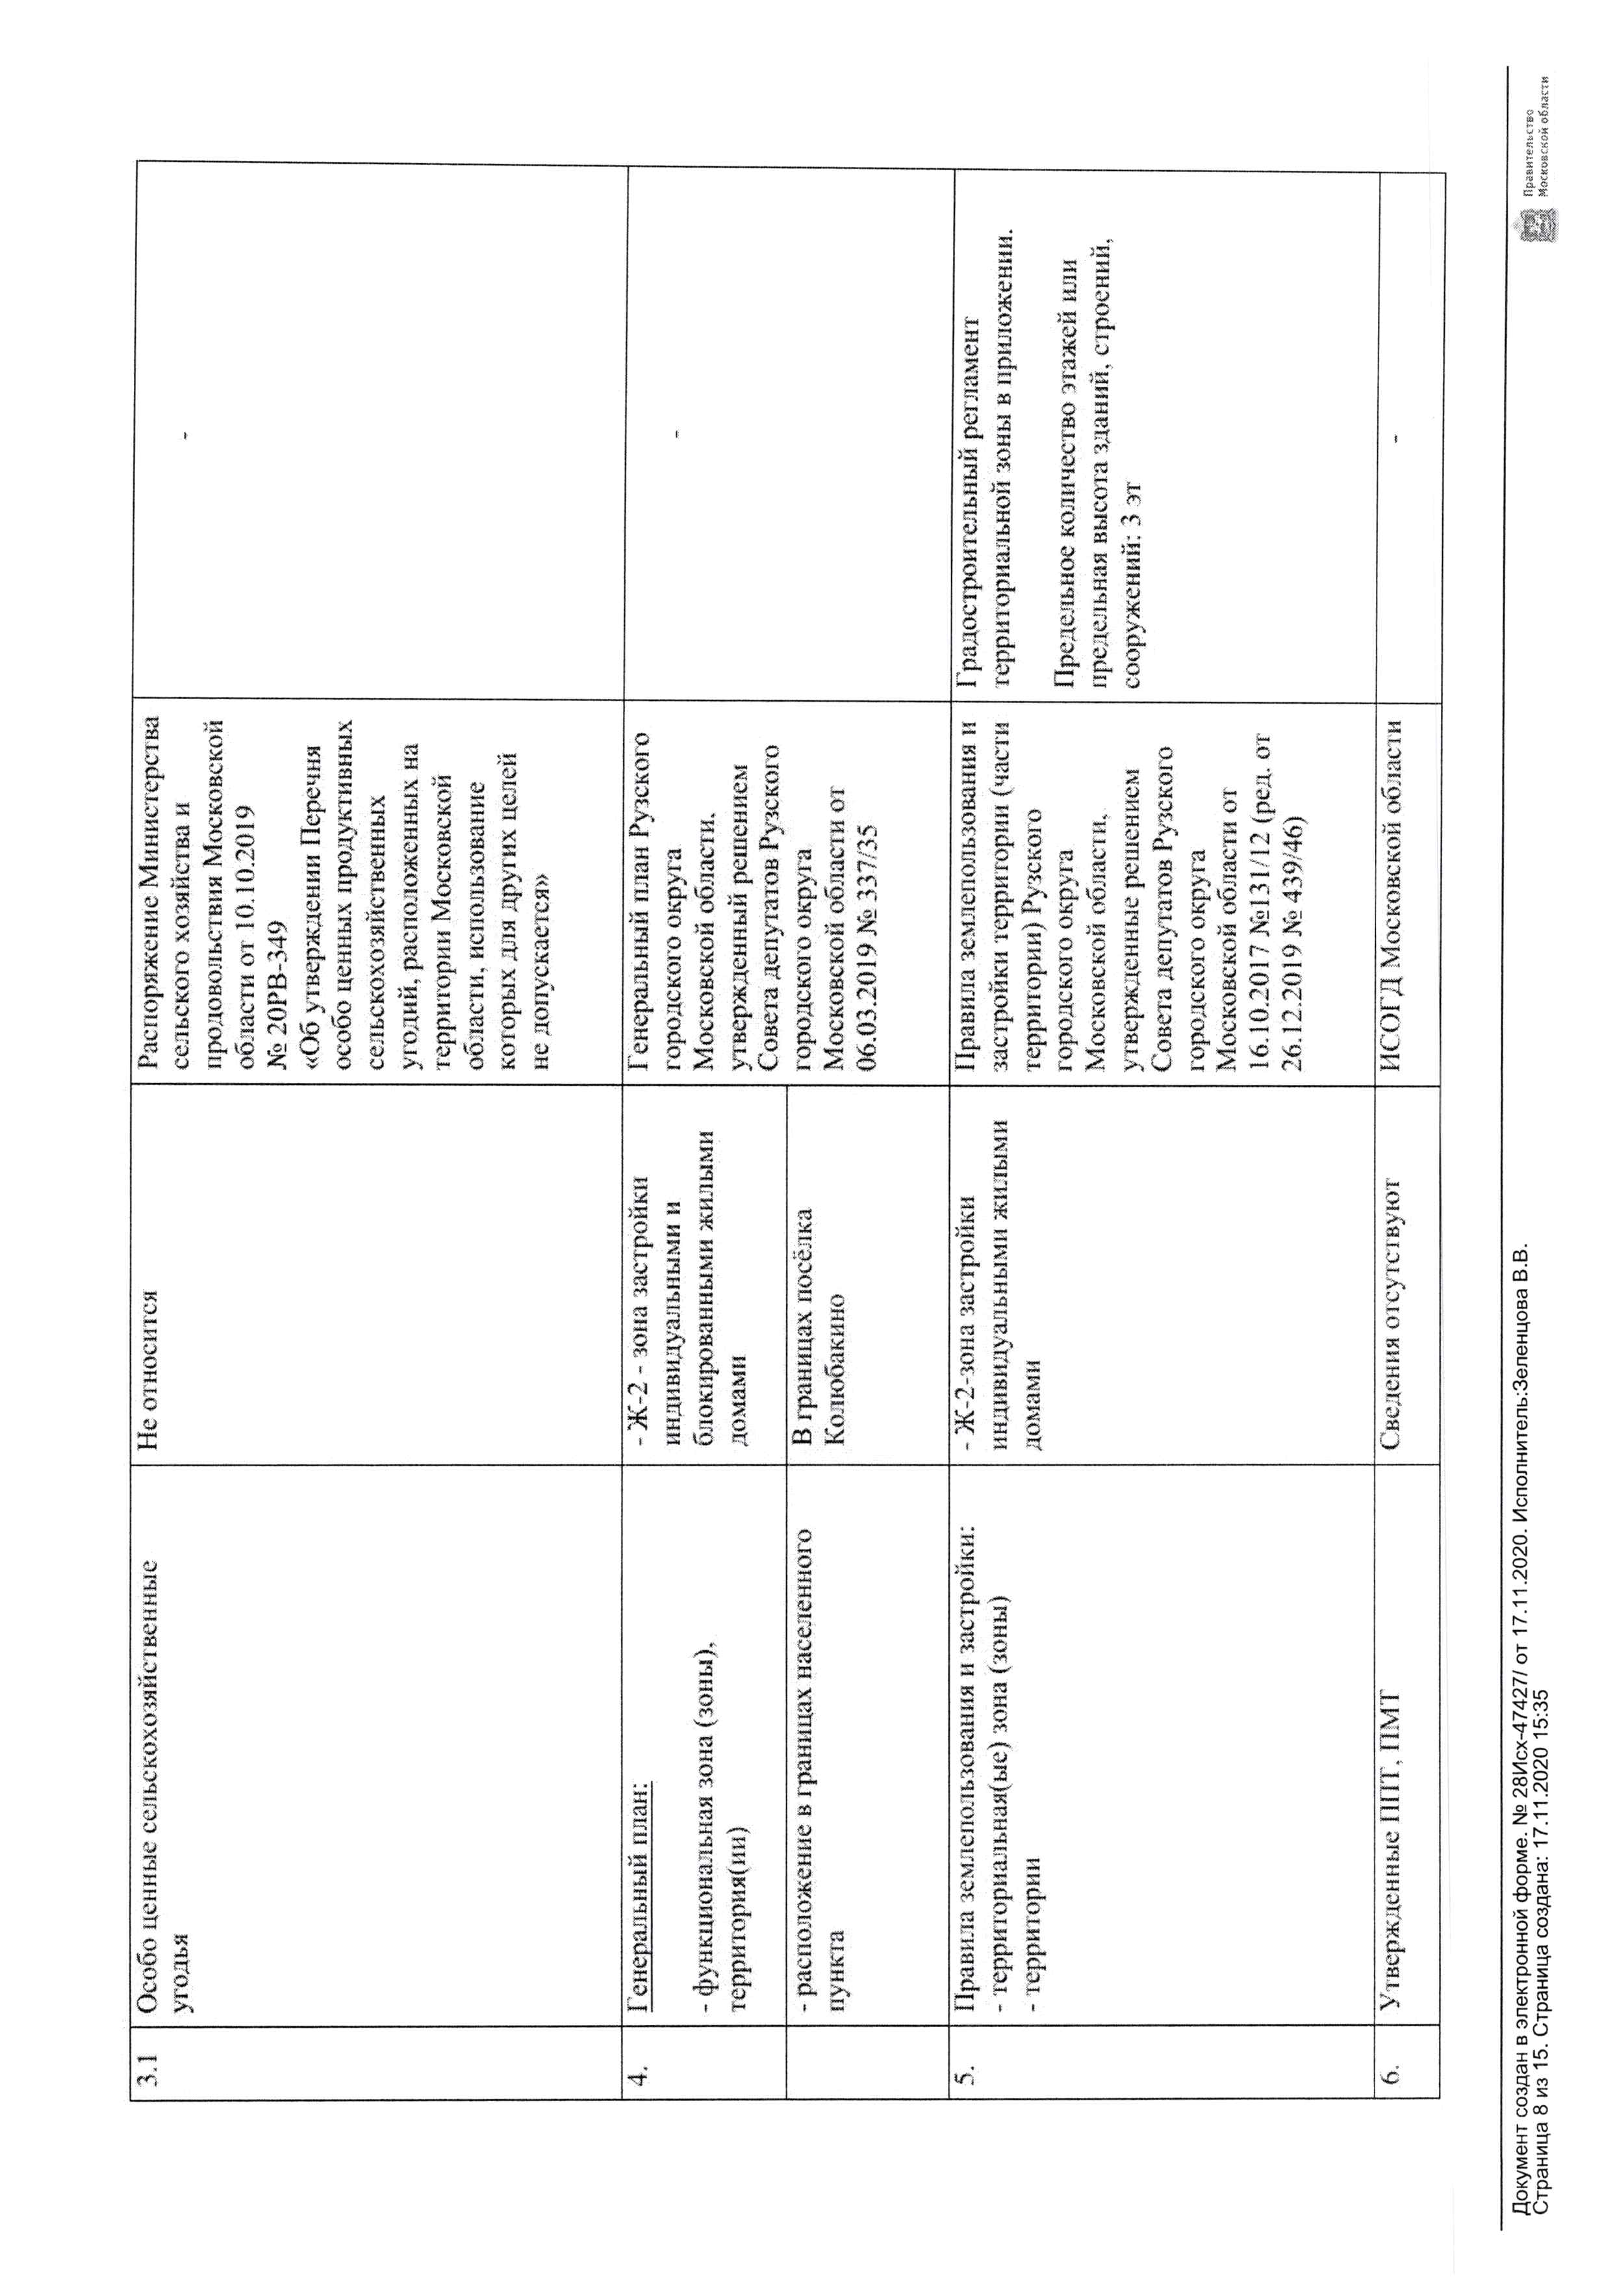 3.1
Особо ценные сельскохозяйственные
угодья
Не относится
Распоряжение Министерства
сельского хозяйства и
продовольствия Московской
области от 10.10.2019
№ 20РВ-349
«Об утверждении Перечня
особо ценных продуктивных
сельскохозяйственных
угодий, расположенных на
территории Московской
области, использование
которых для других целей
не допускается»
-
4.
Генеральный план:
- функциональная зона (зоны),
территория(ии)
- Ж-2 - зона застройки
индивидуальными и
блокированными жилыми
домами
Генеральный план Рузского
городского округа
Московской области,
утвержденный решением
Совета депутатов Рузского
городского округа
Московской области от
06.03.2019 № 337/35
-
- расположение в границах населенного
пункта
В границах посёлка
Колюбакино
5.
Правила землепользования и застройки:
- территориальная(ые) зона (зоны)
- территории
- Ж-2-зона застройки
индивидуальными жилыми
домами
Правила землепользования и
застройки территории (части
территории) Рузского
городского округа
Московской области,
утвержденные решением
Совета депутатов Рузского
городского округа
Московской области от
16.10.2017 №131/12 (ред. от
26.12.2019 № 439/46)
Градостроительный регламент
территориальной зоны в приложении.
Предельное количество этажей или
предельная высота зданий, строений,
сооружений: 3 эт
6.
Утвержденные ППТ, ПМТ
Сведения отсутствуют
ИСОГД Московской области
-
Документ создан в электронной форме. № 28Исх-47427/ от 17.11.2020. Исполнитель:Зеленцова В.В.
Страница 8 из 15. Страница создана: 17.11.2020 15:35
Правительство
Московской области